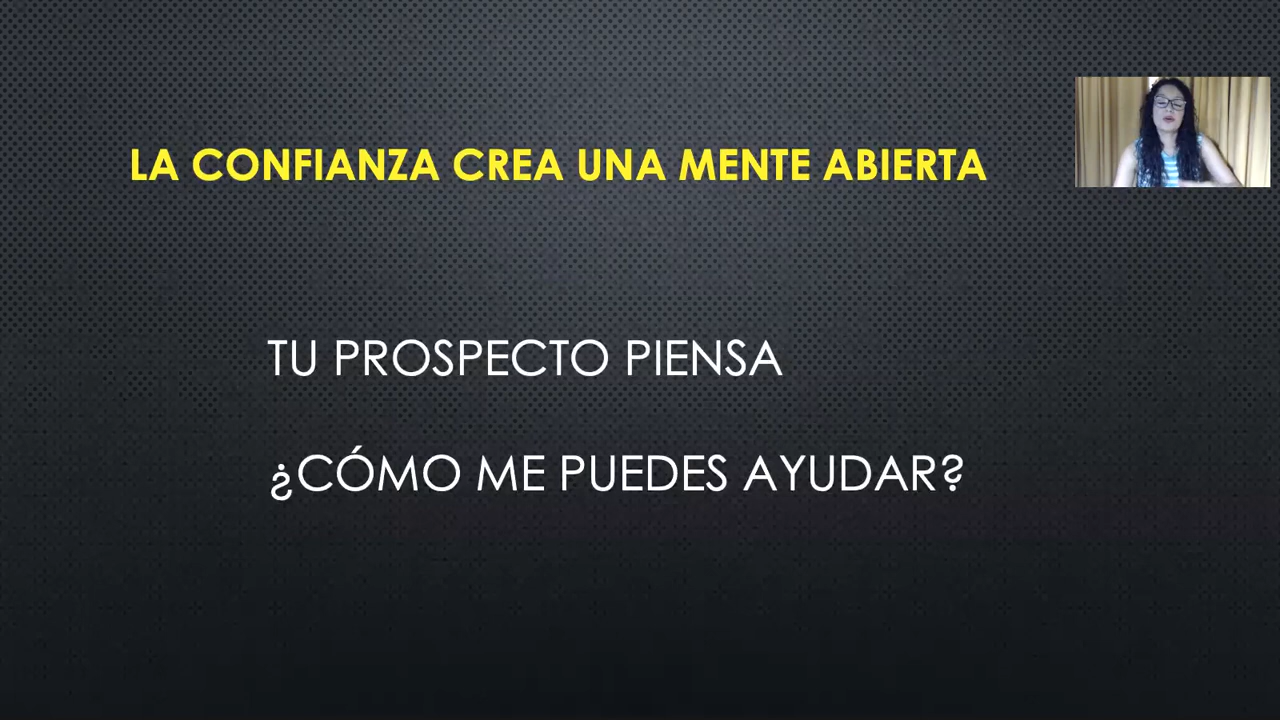 LA CONFIANZA CREA UNA MENTE ABIERTA
TU PROSPECTO PIENSA
¿CÓMO ME PUEDES AYUDAR?